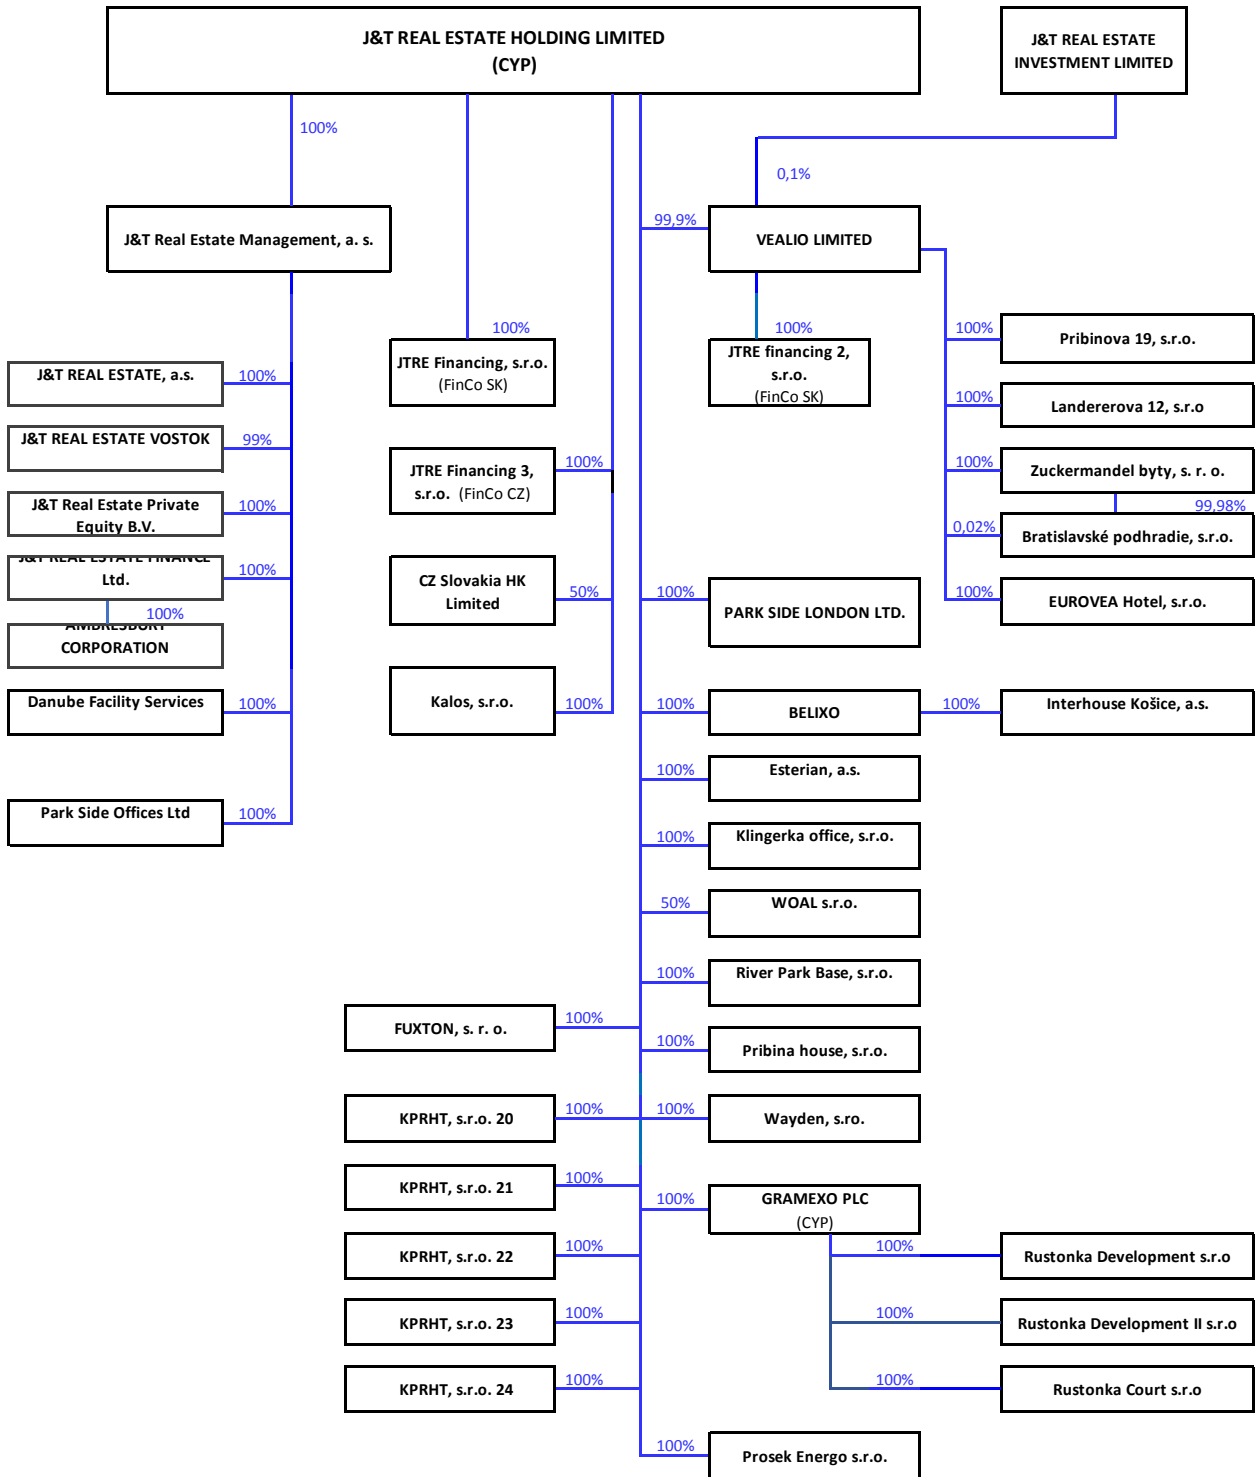 J&T REAL ESTATE HOLDING LIMITED
(CYP)
J&T REAL ESTATE
INVESTMENT LIMITED
100%
0,1%
J&T Real Estate Management, a. s.
99,9%
VEALIO LIMITED
100%
JTRE Financing, s.r.o.
(FinCo SK)
100%
JTRE financing 2,
s.r.o.
(FinCo SK)
100%
Pribinova 19, s.r.o.
J&T REAL ESTATE, a.s.
100%
100%
Landererova 12, s.r.o
J&T REAL ESTATE VOSTOK
99%
JTRE Financing 3,
s.r.o. (FinCo CZ)
100%
100%
Zuckermandel byty, s. r. o.
99,98%
J&T Real Estate Private
Equity B.V.
100%
0,02%
Bratislavské podhradie, s.r.o.
J&T REAL ESTATE FINANCE
Ltd.
100%
CZ Slovakia HK
Limited
50%
100%
PARK SIDE LONDON LTD.
100%
EUROVEA Hotel, s.r.o.
100%
AMBRESBURY
CORPORATION
Danube Facility Services
100%
Kalos, s.r.o.
100%
100%
BELIXO
100%
Interhouse Košice, a.s.
100%
Esterian, a.s.
Park Side Offices Ltd
100%
100%
Klingerka office, s.r.o.
50%
WOAL s.r.o.
100%
River Park Base, s.r.o.
FUXTON, s. r. o.
100%
100%
Pribina house, s.r.o.
KPRHT, s.r.o. 20
100%
100%
Wayden, s.ro.
KPRHT, s.r.o. 21
100%
100%
GRAMEXO PLC
(CYP)
KPRHT, s.r.o. 22
100%
100%
Rustonka Development s.r.o
KPRHT, s.r.o. 23
100%
100%
Rustonka Development II s.r.o
KPRHT, s.r.o. 24
100%
100%
Rustonka Court s.r.o
100%
Prosek Energo s.r.o.